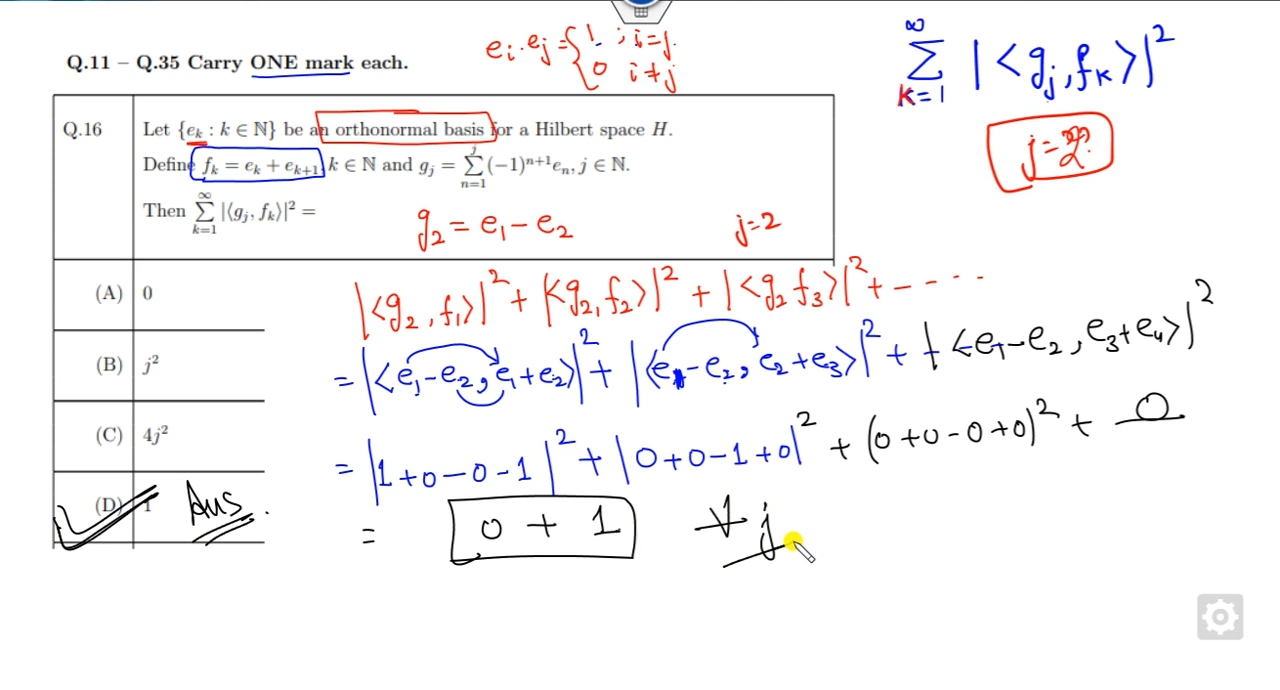 Q.11 – Q.35 Carry ONE mark each.
e_i · e_j = { 1 ; i = j
0 i ≠ j
∞
Σ |<g_j, f_k>|²
k=1
j=2?
Q.16
Let {e_k : k ∈ ℕ} be an orthonormal basis for a Hilbert space H.
Define f_k = e_k + e_{k+1}, k ∈ ℕ and g_j = Σ_{n=1}^{j} (-1)^{n+1} e_n, j ∈ ℕ.
Then Σ_{k=1}^{∞} |⟨g_j, f_k⟩|² =
g_2 = e_1 - e_2 j=2
(A) 0
(B) j²
(C) 4j²
(D) 1
Ans.
|<g_2, f_1>|² + |<g_2, f_2>|² + |<g_2 f_3>|² + - - - -
= |<e_1 - e_2, e_1 + e_2>|² + |<e_1 - e_2, e_2 + e_3>|² + |<e_1 - e_2, e_3 + e_4>|²
= |1+0-0-1|² + |0+0-1+0|² + (0+0-0+0)² + 0
= 0 + 1 ∀ j